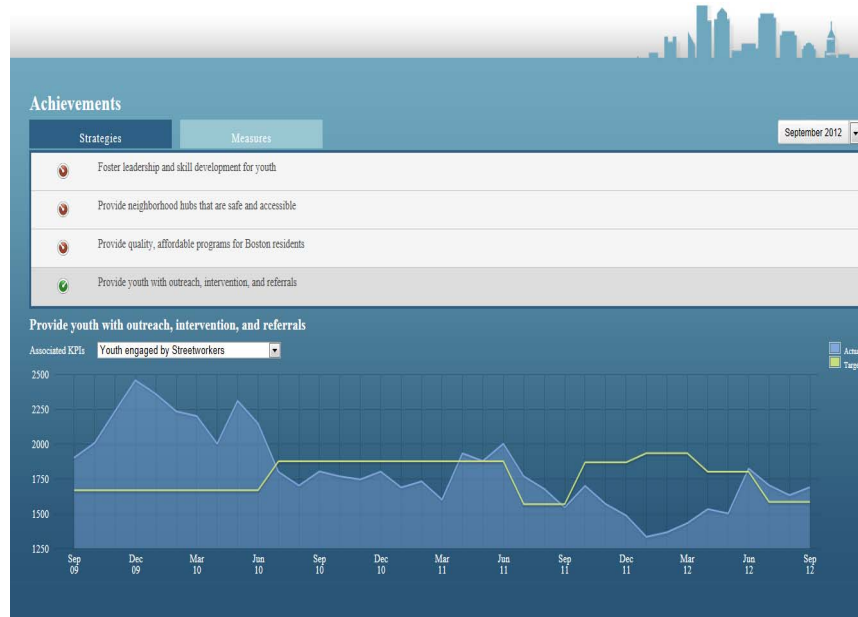 Achievements
Strategies Measures September 2012
Foster leadership and skill development for youth
Provide neighborhood hubs that are safe and accessible
Provide quality, affordable programs for Boston residents
Provide youth with outreach, intervention, and referrals
Provide youth with outreach, intervention, and referrals
Associated KPIs Youth engaged by Streetworkers
Actu
Targe
2500
2250
2000
1750
1500
1250
Sep Dec Mar Jun Sep Dec Mar Jun Sep Dec Mar Jun Sep
09 09 10 10 10 10 11 11 11 11 12 12 12